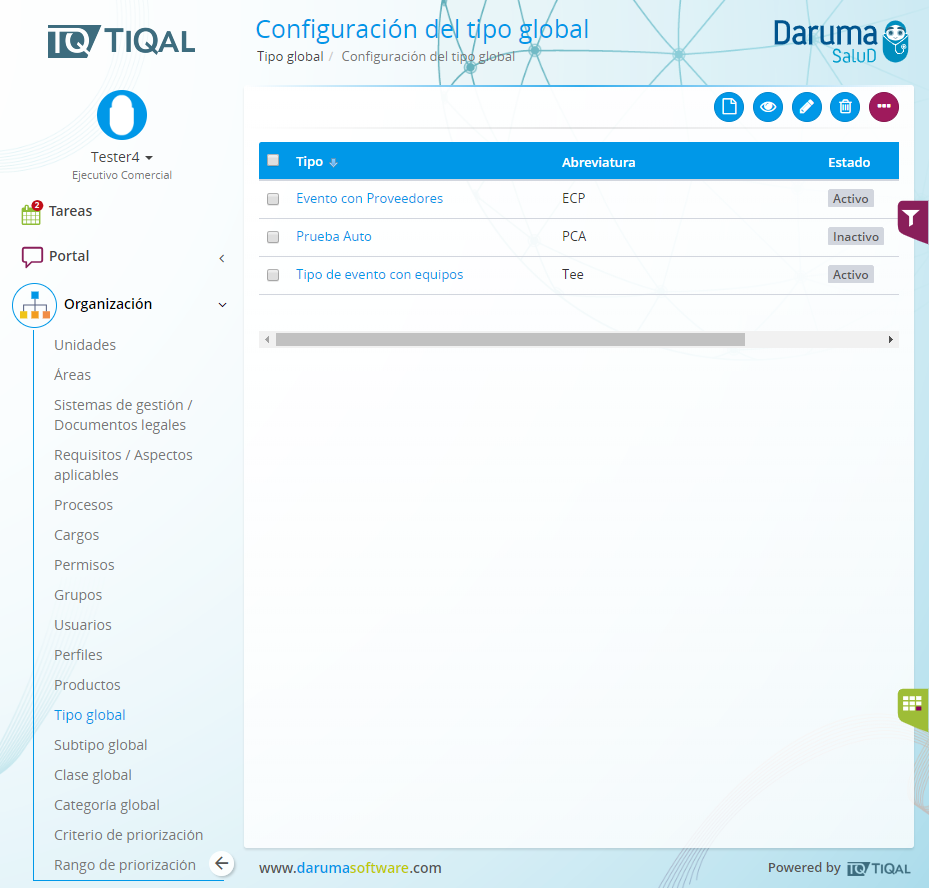 TQ TIQAL
Configuración del tipo global
Tipo global / Configuración del tipo global
Daruma
SaluD
Tester4
Ejecutivo Comercial
2
Tareas
Portal
Organización
Unidades
Áreas
Sistemas de gestión /
Documentos legales
Requisitos / Aspectos
aplicables
Procesos
Cargos
Permisos
Grupos
Usuarios
Perfiles
Productos
Tipo global
Subtipo global
Clase global
Categoría global
Criterio de priorización
Rango de priorización
Tipo Abreviatura Estado
Evento con Proveedores ECP Activo
Prueba Auto PCA Inactivo
Tipo de evento con equipos Tee Activo
www.darumasoftware.com
Powered by TQ TIQAL